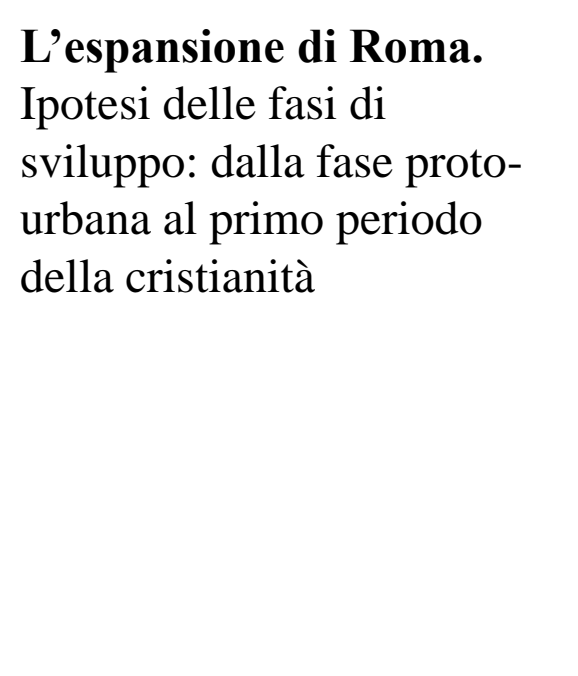 L’espansione di Roma.
Ipotesi delle fasi di
sviluppo: dalla fase proto-
urbana al primo periodo
della cristianità